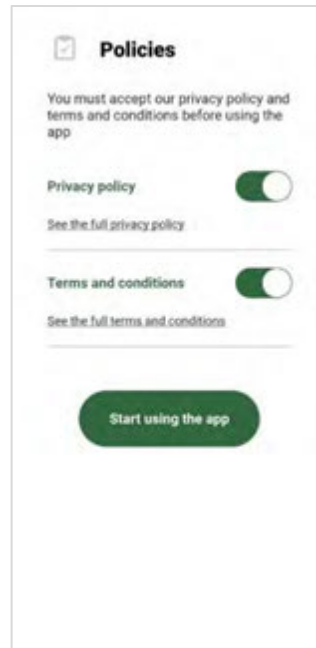 Policies
You must accept our privacy policy and
terms and conditions before using the
app
Privacy policy
See the full privacy policy
Terms and conditions
See the full terms and conditions
Start using the app